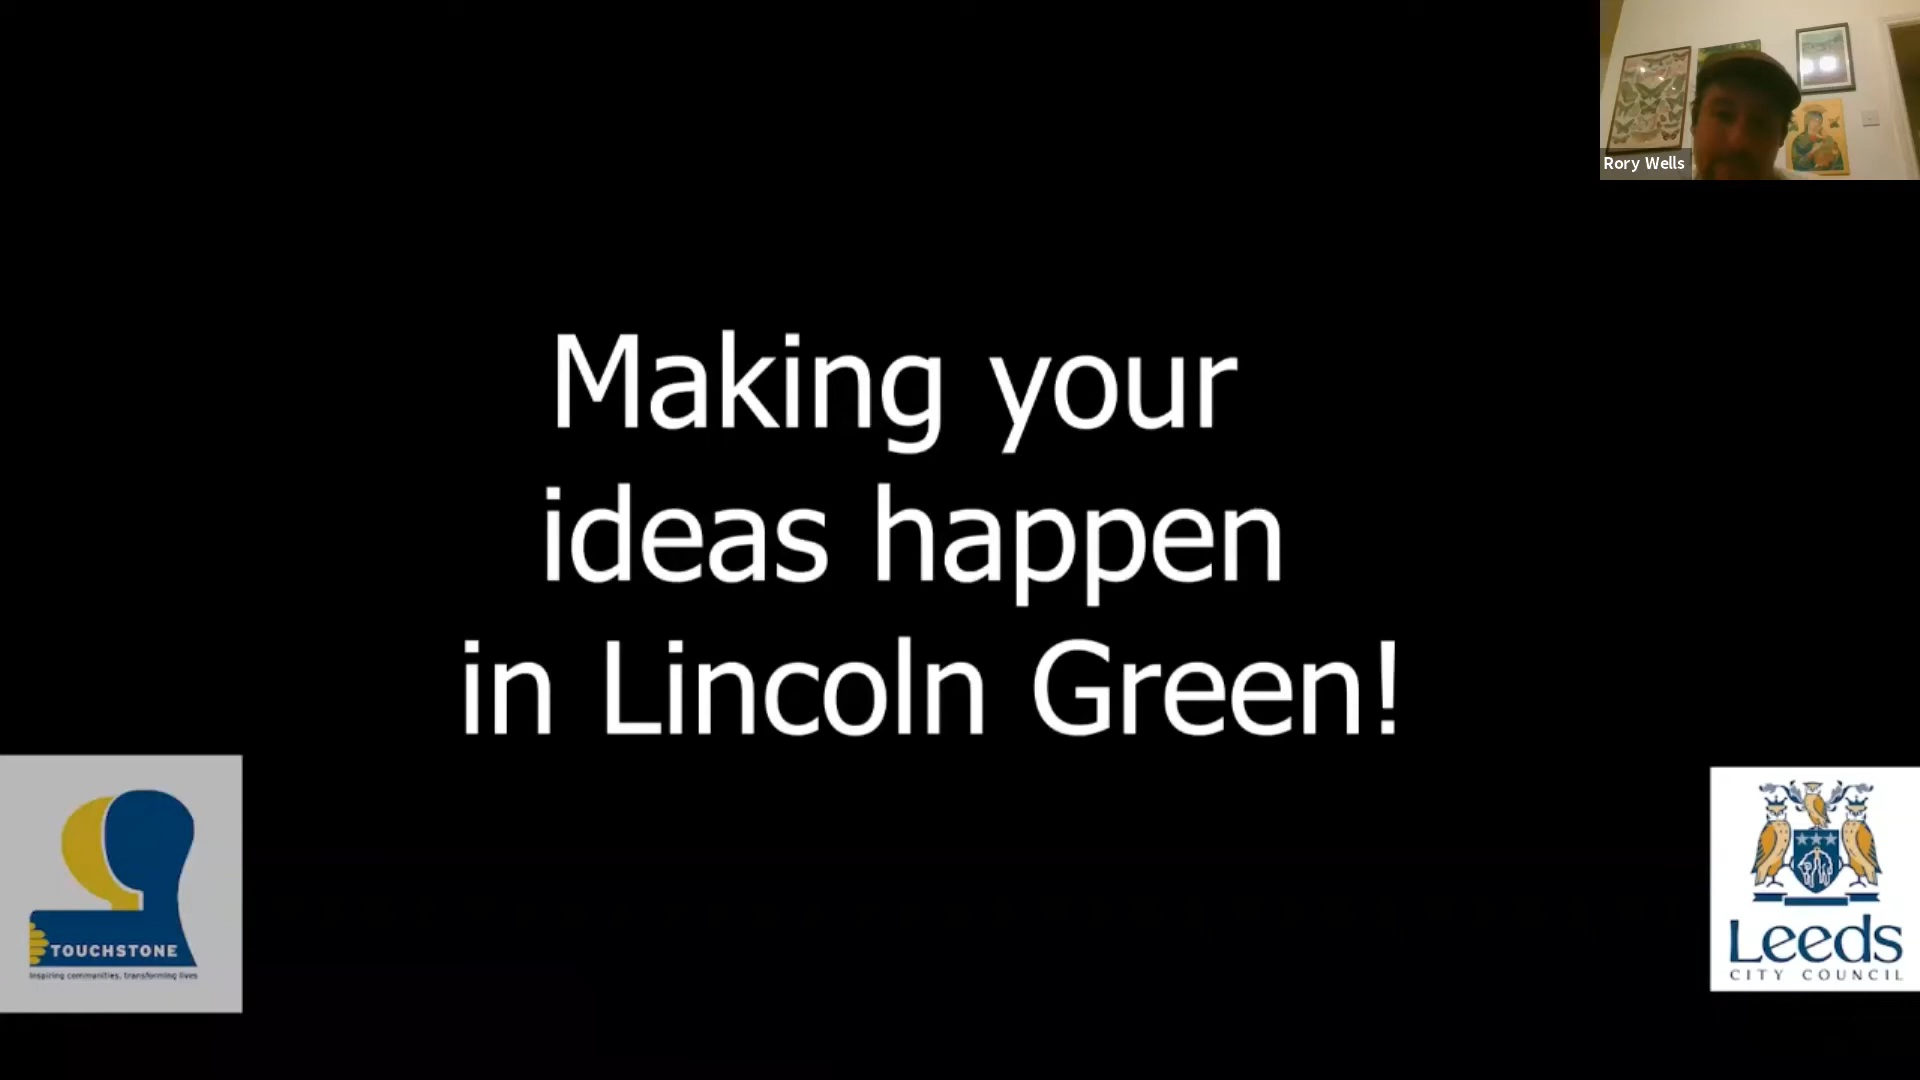 Rory Wells
Making your
ideas happen
in Lincoln Green!
TOUCHSTONE
Inspiring communities, transforming lives
Leeds
CITY COUNCIL